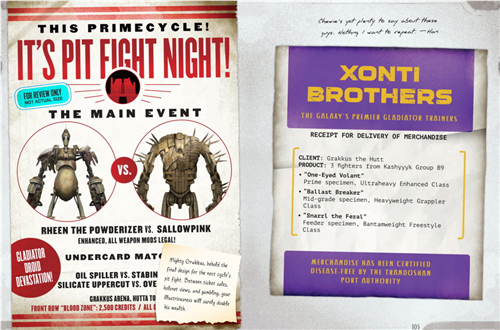 THIS PRIMECYCLE!
IT'S PIT FIGHT NIGHT!
FOR REVIEW ONLY
NOT ACTUAL SIZE
THE MAIN EVENT
VS.
RHEEN THE POWDERIZER VS. SALLOWPINK
ENHANCED, ALL WEAPON MODS LEGAL!
GLADIATOR
DROID
DEVASTATION!
UNDERCARD MATC
OIL SPILLER VS. STABIN
SILICATE UPPERCUT VS. OVE
GRAKKUS ARENA, HUTTA TO
FRONT ROW "BLOOD ZONE": 2,500 CREDITS / ALL
Mighty Grakkus, behold the
final design for the next cycle's
pit fight. Between ticket sales,
holonet views, and gambling, your
Illustriousness will surely double
his wealth.
Chewie's got plenty to say about these
guys. Nothing I want to repeat. —Han
XONTI
BROTHERS
THE GALAXY'S PREMIER GLADIATOR TRAINERS
RECEIPT FOR DELIVERY OF MERCHANDISE
CLIENT: Grakkus the Hutt
PRODUCT: 3 fighters from Kashyyyk Group B9
• "One-Eyed Volant"
Prime specimen, Ultraheavy Enhanced Class
• "Ballast Breaker"
Mid-grade specimen, Heavyweight Grappler
Class
• "Snarrl the Feral"
Feeder specimen, Bantamweight Freestyle
Class
MERCHANDISE HAS BEEN CERTIFIED
DISEASE-FREE BY THE TRANDOSHAN
PORT AUTHORITY
103